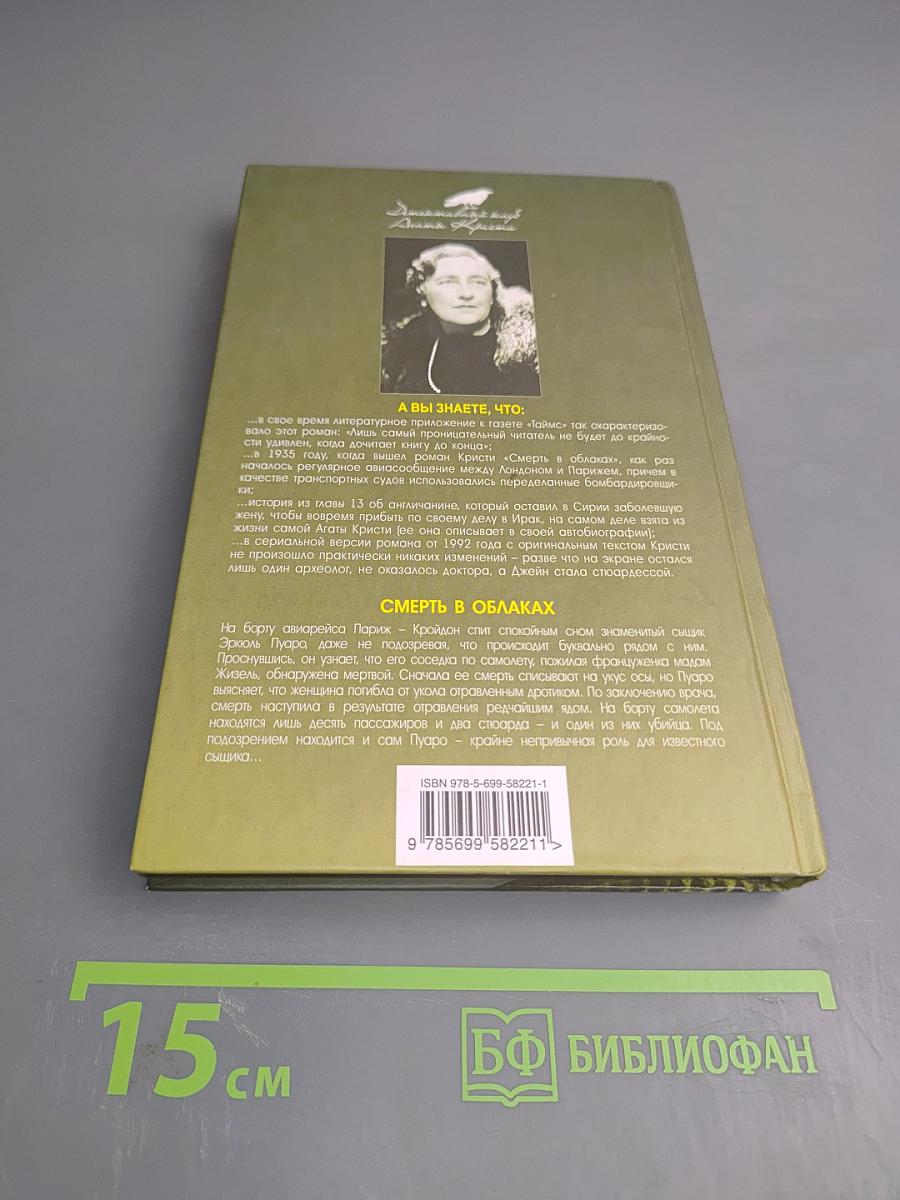 Детективный клуб
Агаты Кристи
А ВЫ ЗНАЕТЕ, ЧТО:
...в свое время литературное приложение к газете «Таймс» так охарактеризо-
вало этот роман: «Лишь самый проницательный читатель не будет до крайно-
сти удивлен, когда дочитает книгу до конца»;
...в 1935 году, когда вышел роман Кристи «Смерть в облаках», как раз
началось регулярное авиасообщение между Лондоном и Парижем, причем в
качестве транспортных судов использовались переделанные бомбардировщи-
ки;
...история из главы 13 об англичанине, который оставил в Сирии заболевшую
жену, чтобы вовремя прибыть по своему делу в Ирак, на самом деле взята из
жизни самой Агаты Кристи (ее она описывает в своей автобиографии);
...в сериальной версии романа от 1992 года с оригинальным текстом Кристи
не произошло практически никаких изменений – разве что на экране остался
лишь один археолог, не оказалось доктора, а Джейн стала стюардессой.
СМЕРТЬ В ОБЛАКАХ
На борту авиарейса Париж – Кройдон спит спокойным сном знаменитый сыщик
Эркюль Пуаро, даже не подозревая, что происходит буквально рядом с ним.
Проснувшись, он узнает, что его соседка по самолету, пожилая француженка мадам
Жизель, обнаружена мертвой. Сначала ее смерть списывают на укус осы, но Пуаро
выясняет, что женщина погибла от укола отравленным дротиком. По заключению врача,
смерть наступила в результате отравления редчайшим ядом. На борту самолета
находятся лишь десять пассажиров и два стюарда – и один из них убийца. Под
подозрением находится и сам Пуаро – крайне непривычная роль для известного
сыщика...
ISBN 978-5-699-58221-1
9 785699 582211 >
15 см
БФ БИБЛИОФАН